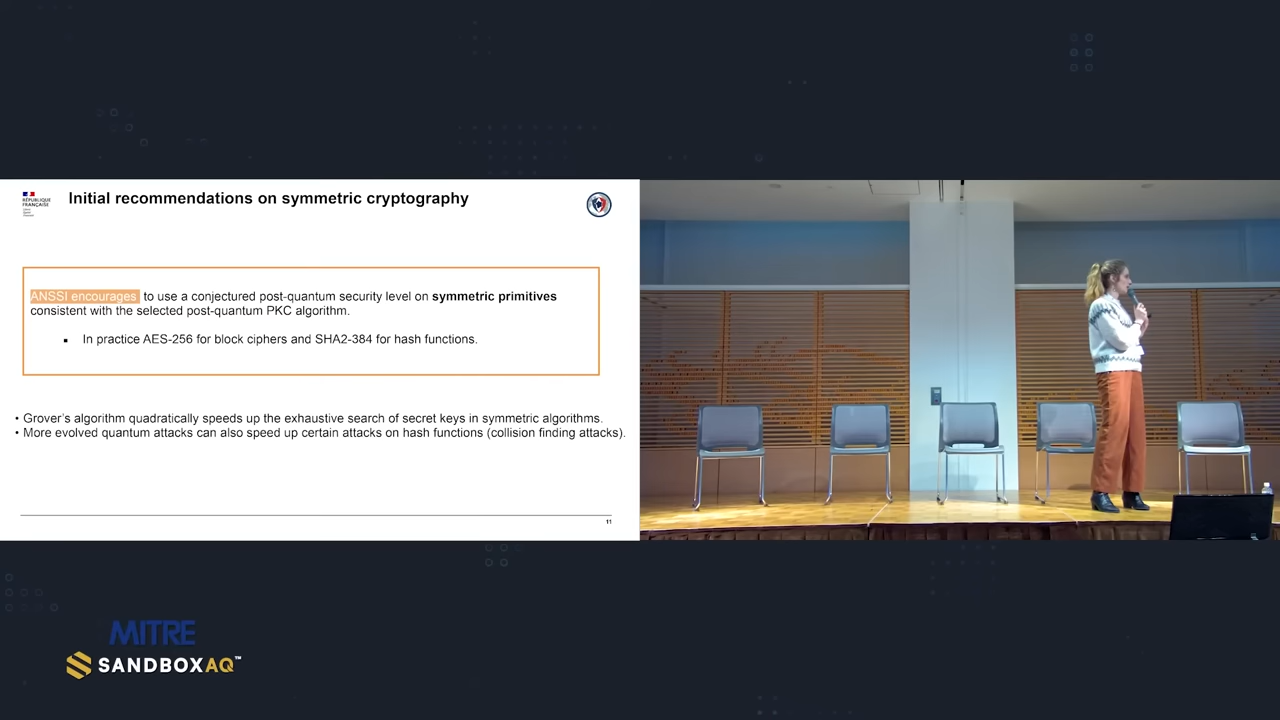 RÉPUBLIQUE
FRANÇAISE
Initial recommendations on symmetric cryptography
ANSSI encourages to use a conjectured post-quantum security level on symmetric primitives
consistent with the selected post-quantum PKC algorithm.
▪ In practice AES-256 for block ciphers and SHA2-384 for hash functions.
• Grover's algorithm quadratically speeds up the exhaustive search of secret keys in symmetric algorithms.
• More evolved quantum attacks can also speed up certain attacks on hash functions (collision finding attacks).
11
MITRE
SANDBOXAQ™